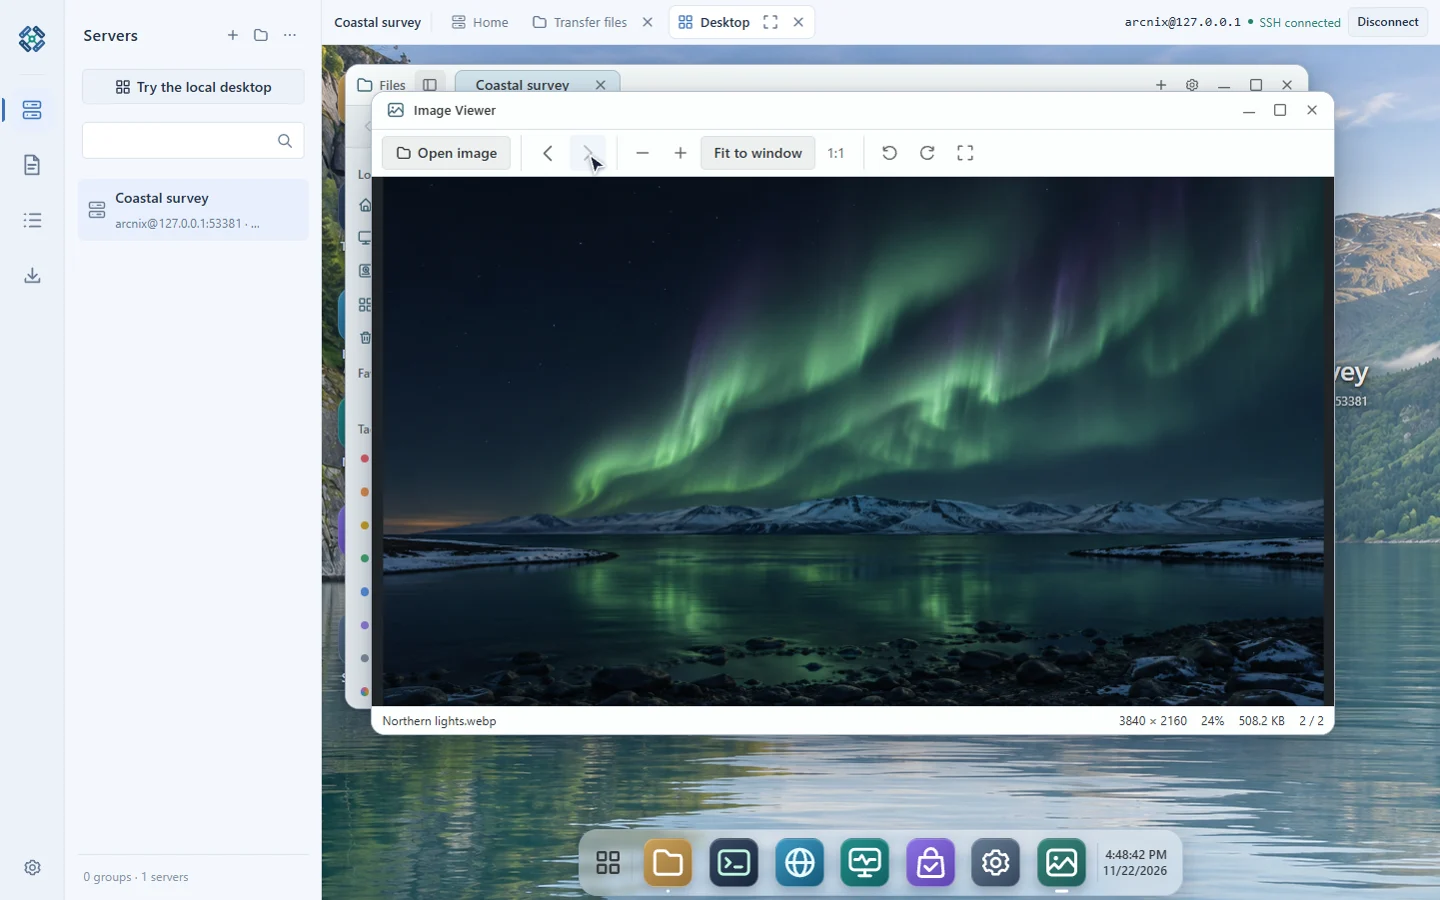 Servers
Try the local desktop
Coastal survey
arcnix@127.0.0.1:53381 · ...
0 groups · 1 servers
Coastal survey
Home
Transfer files
Desktop
arcnix@127.0.0.1
SSH connected
Disconnect
Files
Coastal survey
Image Viewer
Open image
Fit to window
1:1
Lo
Fa
Ta
vey
53381
Northern lights.webp
3840 × 2160 24% 508.2 KB 2 / 2
4:48:42 PM
11/22/2026